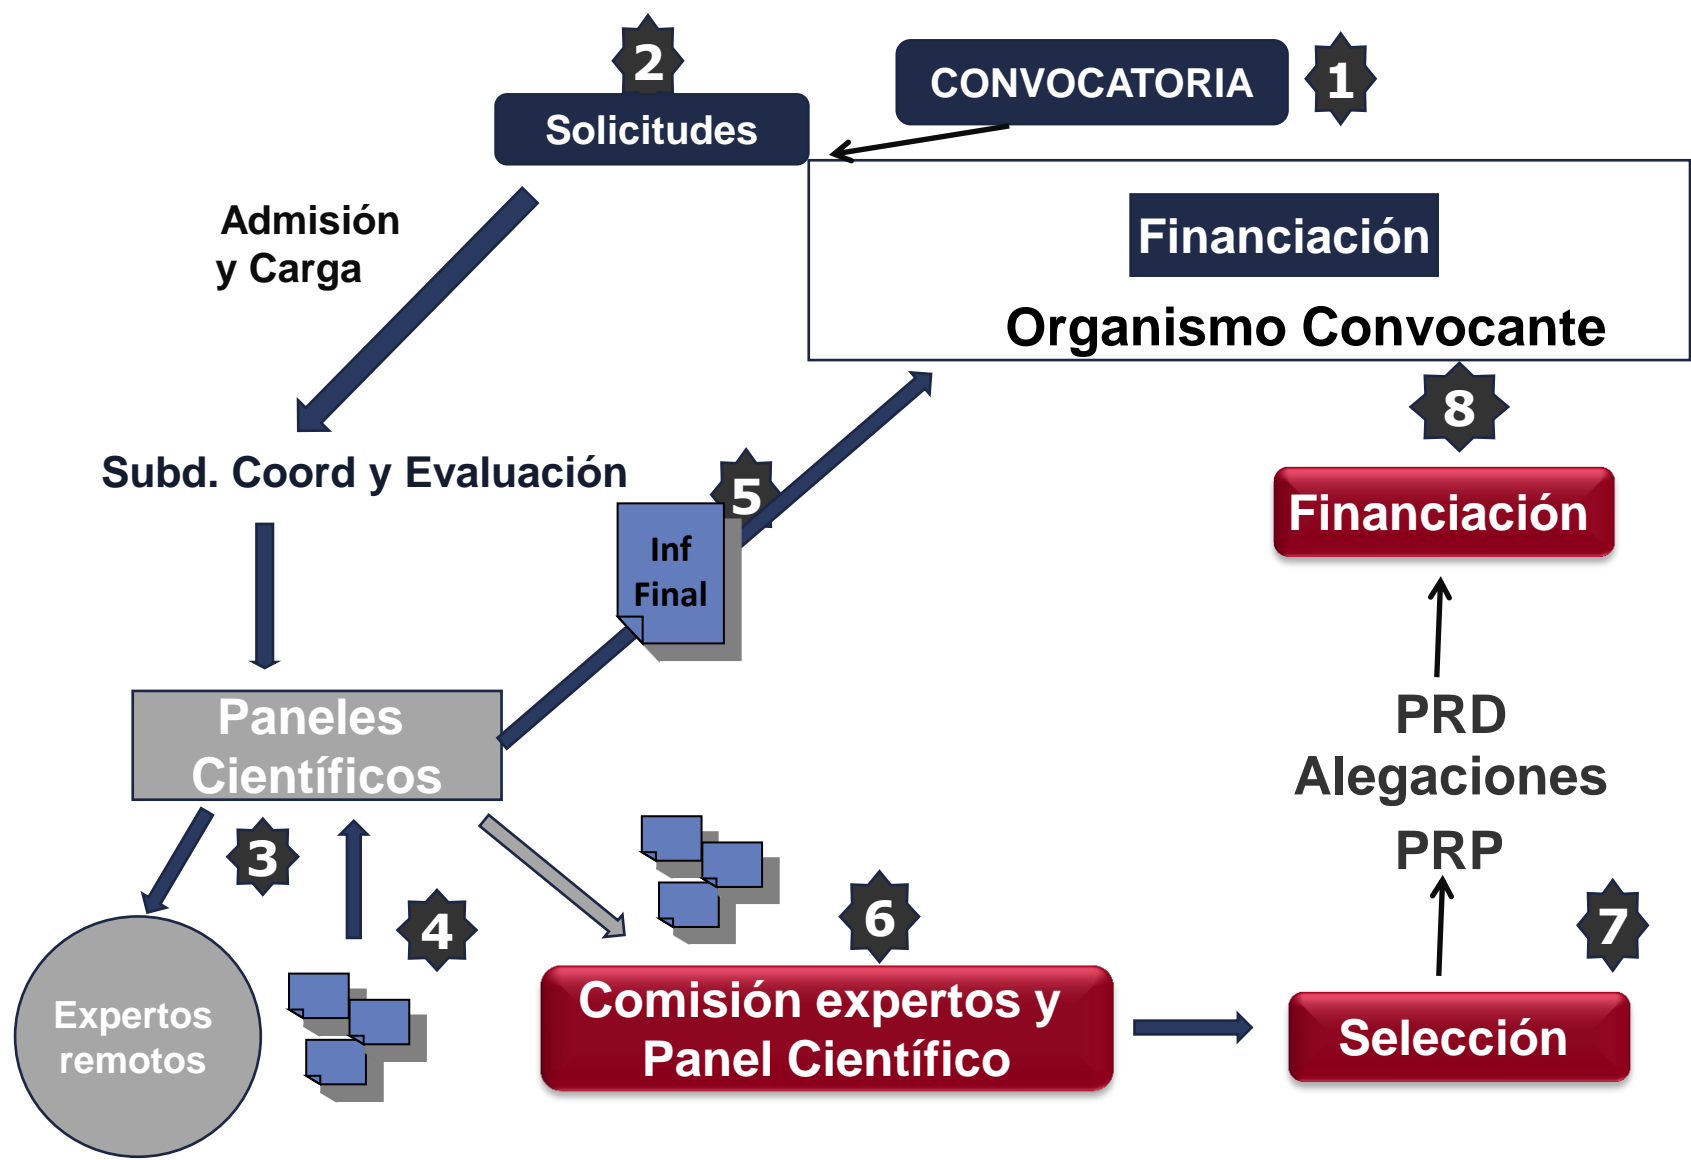 2
CONVOCATORIA
1
Solicitudes
Admisión
y Carga
Financiación
Organismo Convocante
8
Subd. Coord y Evaluación
5
Inf
Final
Financiación
Paneles
Científicos
PRD
Alegaciones
PRP
3
4
6
7
Expertos
remotos
Comisión expertos y
Panel Científico
Selección